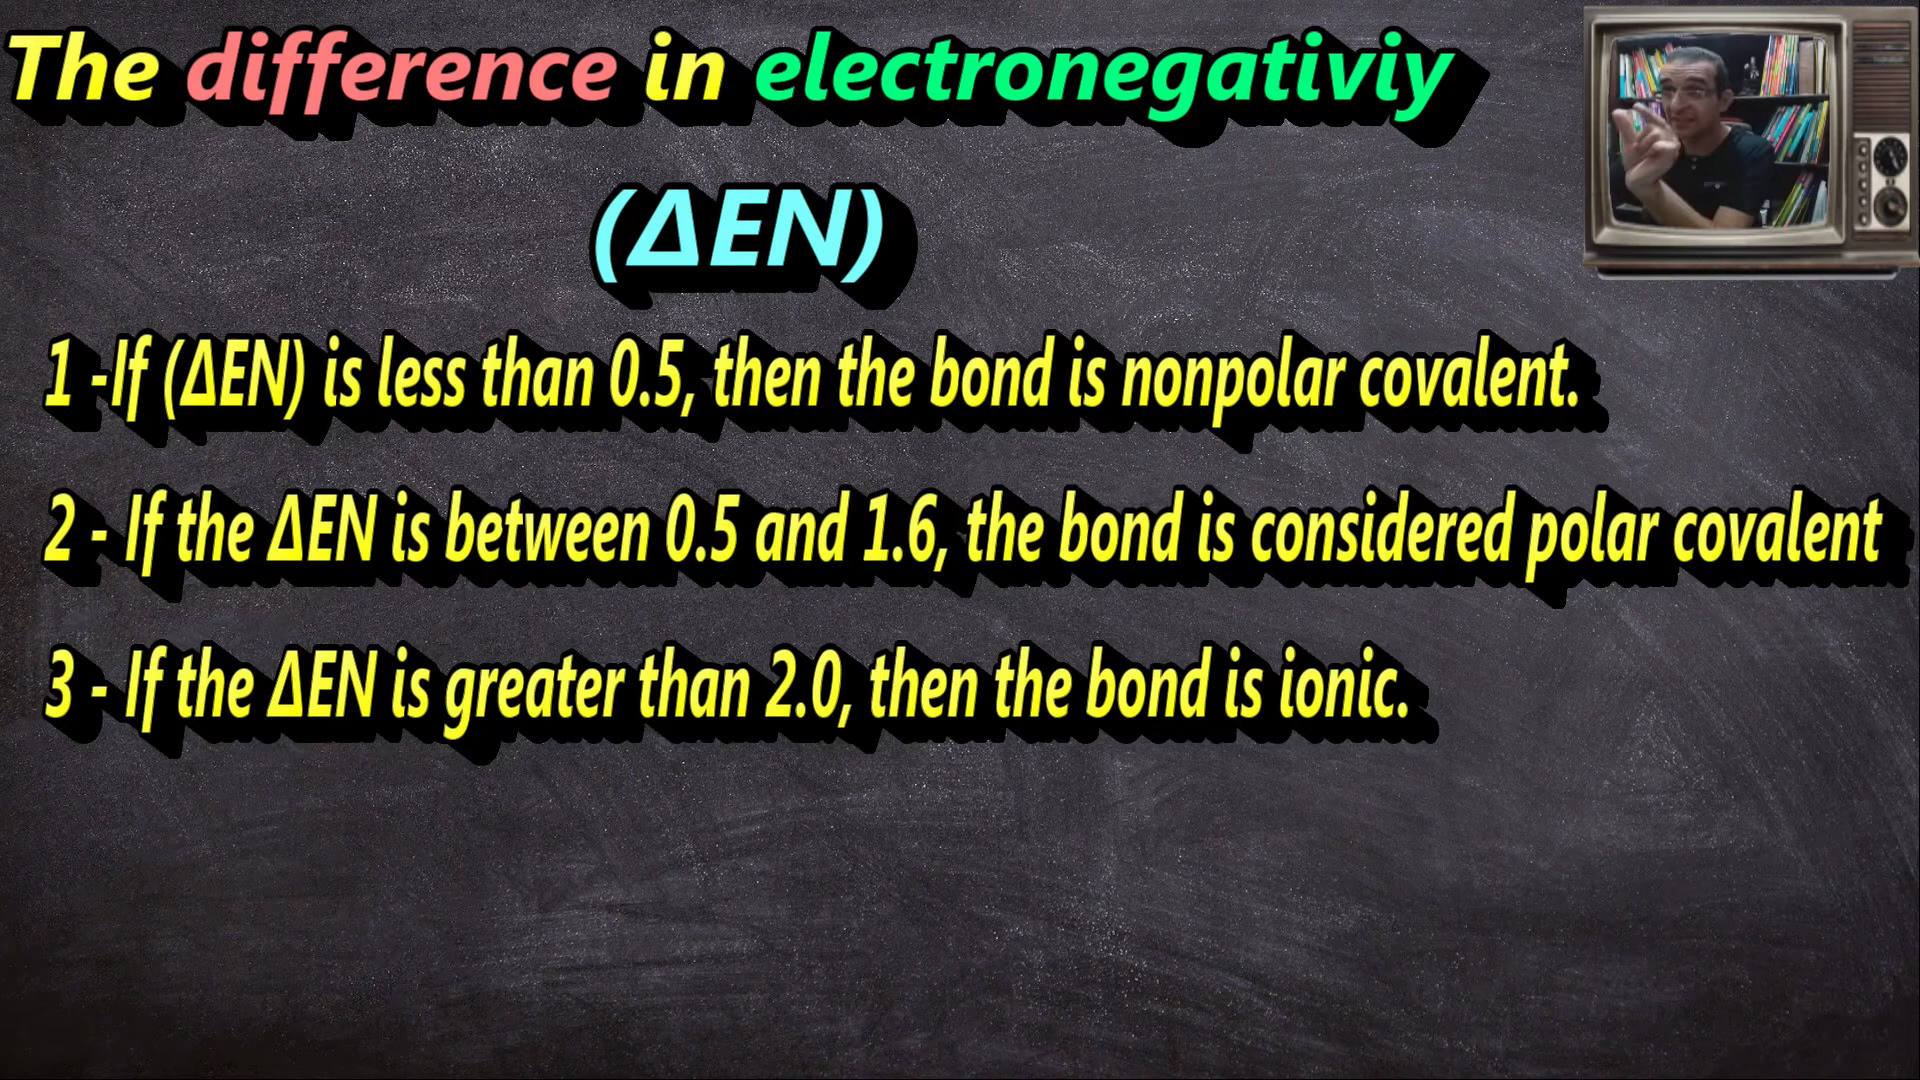 The difference in electronegativiy
(ΔEN)
1 -If (ΔEN) is less than 0.5, then the bond is nonpolar covalent.
2 - If the ΔEN is between 0.5 and 1.6, the bond is considered polar covalent
3 - If the ΔEN is greater than 2.0, then the bond is ionic.